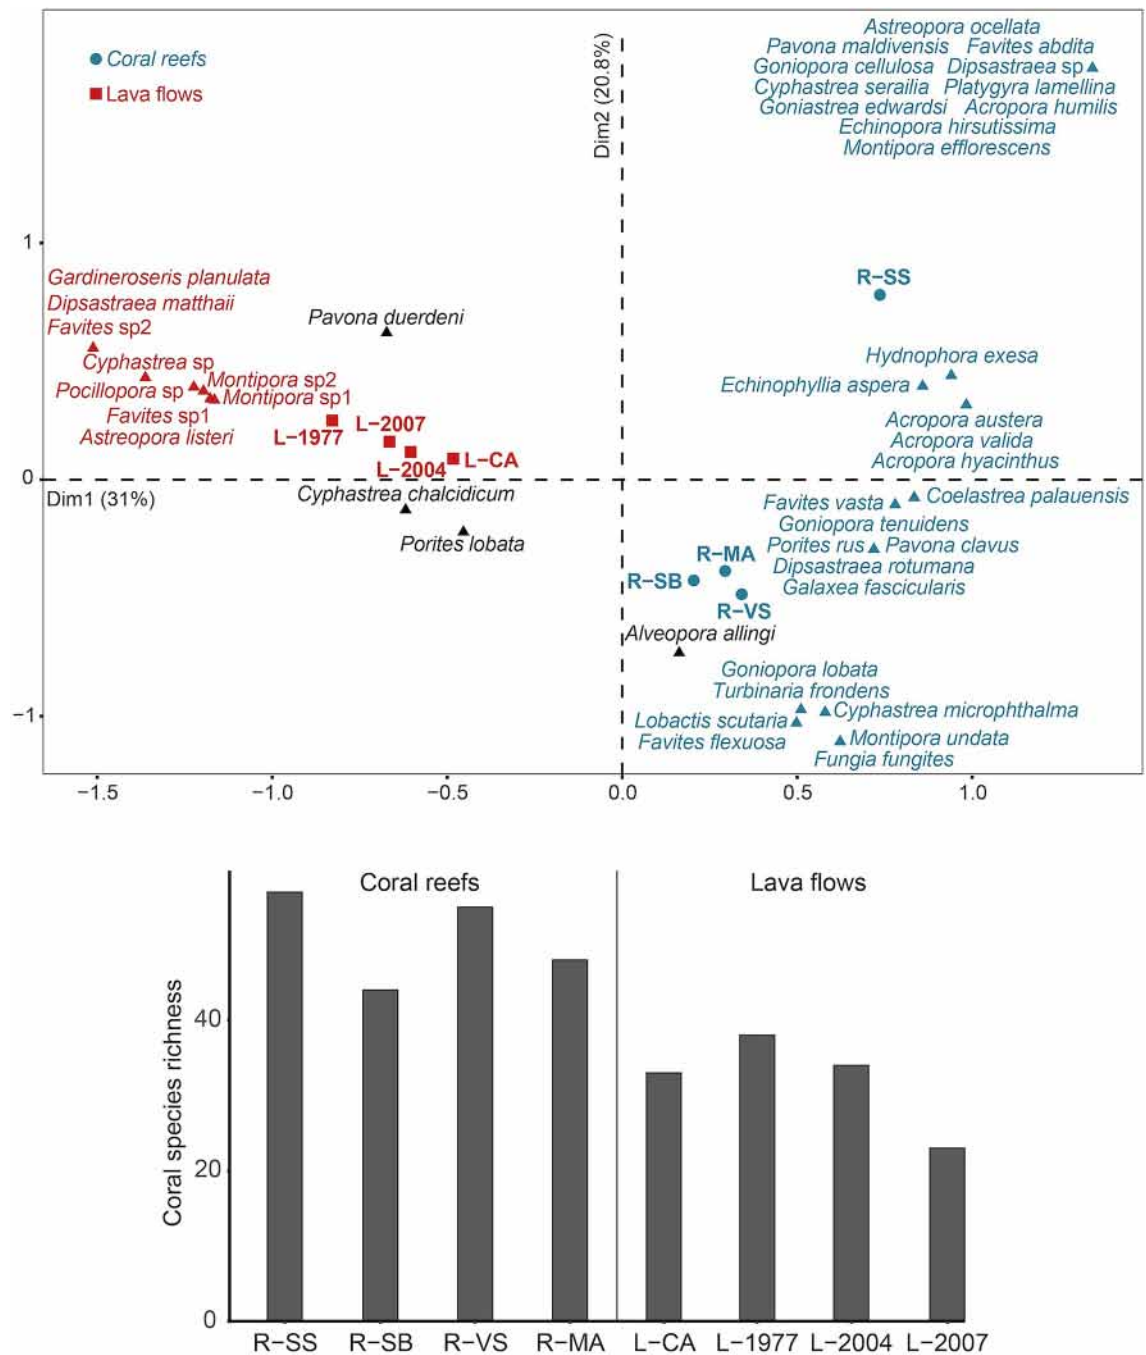 Astreopora ocellata
Pavona maldivensis Favites abdita
Goniopora cellulosa Dipsastraea sp
Cyphastrea serailia Platygyra lamellina
Goniastrea edwardsi Acropora humilis
Echinopora hirsutissima
Montipora efflorescens
Coral reefs
Lava flows
Dim2 (20.8%)
1
Gardineroseris planulata
Dipsastraea matthaii
Favites sp2
Cyphastrea sp
Pocillopora sp
Montipora sp2
Montipora sp1
Favites sp1
Astreopora listeri
Pavona duerdeni
L−1977
L−2007
L−2004
L−CA
R−SS
Hydnophora exesa
Echinophyllia aspera
Acropora austera
Acropora valida
Acropora hyacinthus
0
Dim1 (31%)
Cyphastrea chalcidicum
Porites lobata
Favites vasta
Coelastrea palauensis
Goniopora tenuidens
Porites rus Pavona clavus
Dipsastraea rotumana
Galaxea fascicularis
R−MA
R−SB
R−VS
Alveopora allingi
Goniopora lobata
Turbinaria frondens
Cyphastrea microphthalma
Lobactis scutaria
Favites flexuosa
Montipora undata
Fungia fungites
−1
−1.5 −1.0 −0.5 0.0 0.5 1.0
Coral reefs Lava flows
Coral species richness
40
20
0
R−SS R−SB R−VS R−MA L−CA L−1977 L−2004 L−2007